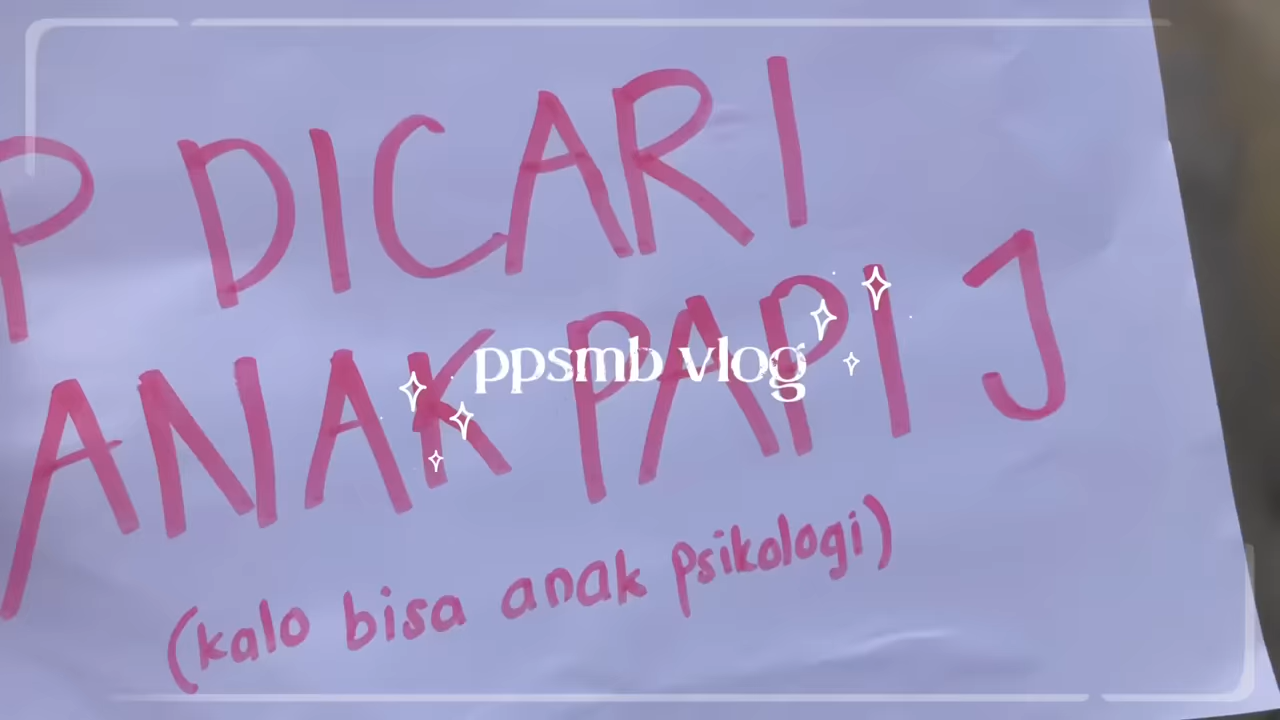 P DICARI
ANAK PAPI J
ppsmb vlog
(kalo bisa anak psikologi)